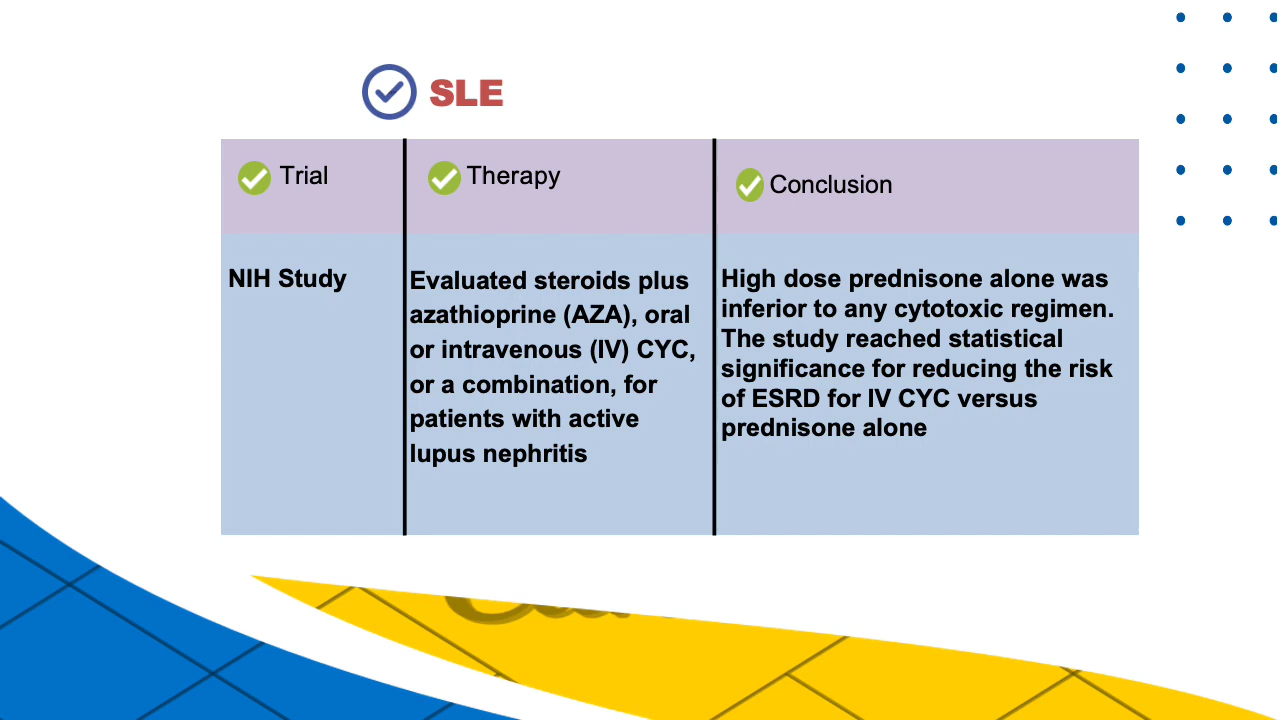 SLE
Trial
Therapy
Conclusion
NIH Study
Evaluated steroids plus
azathioprine (AZA), oral
or intravenous (IV) CYC,
or a combination, for
patients with active
lupus nephritis
High dose prednisone alone was
inferior to any cytotoxic regimen.
The study reached statistical
significance for reducing the risk
of ESRD for IV CYC versus
prednisone alone